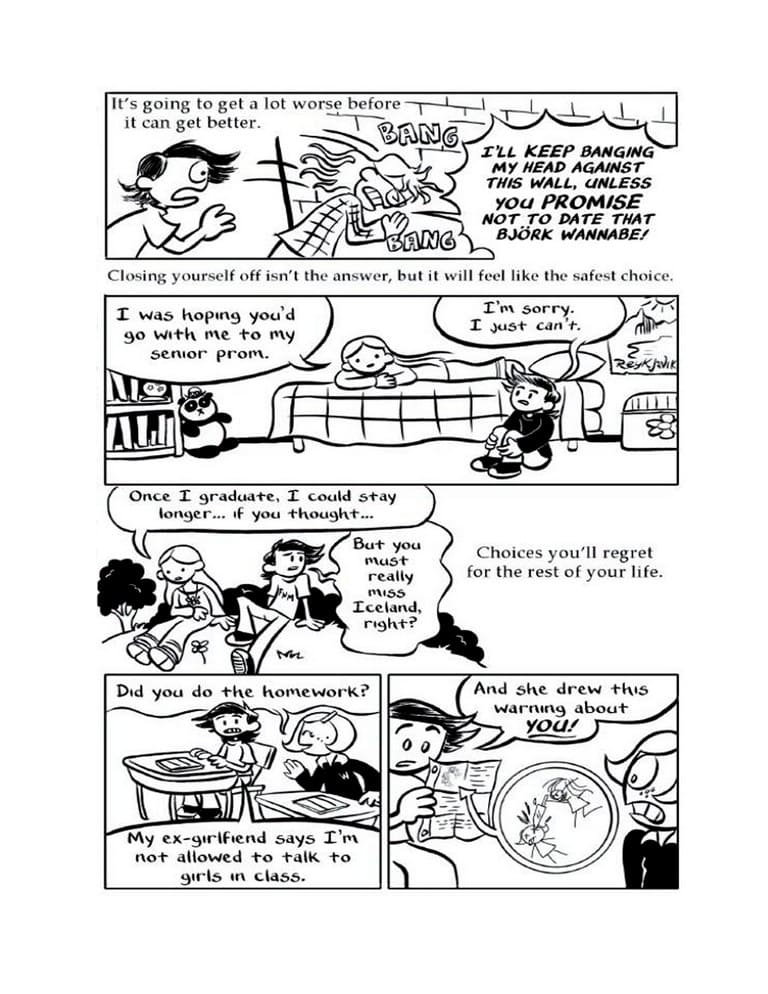 It's going to get a lot worse before
it can get better.
BANG
BANG
I'LL KEEP BANGING
MY HEAD AGAINST
THIS WALL, UNLESS
YOU PROMISE
NOT TO DATE THAT
BJÖRK WANNABE!
Closing yourself off isn't the answer, but it will feel like the safest choice.
I was hoping you'd
go with me to my
senior prom.
I'm sorry.
I just can't.
Reykjavik
Once I graduate, I could stay
longer... if you thought...
But you
must
really
miss
Iceland,
right?
Choices you'll regret
for the rest of your life.
Did you do the homework?
My ex-girlfiend says I'm
not allowed to talk to
girls in class.
And she drew this
warning about
YOU!